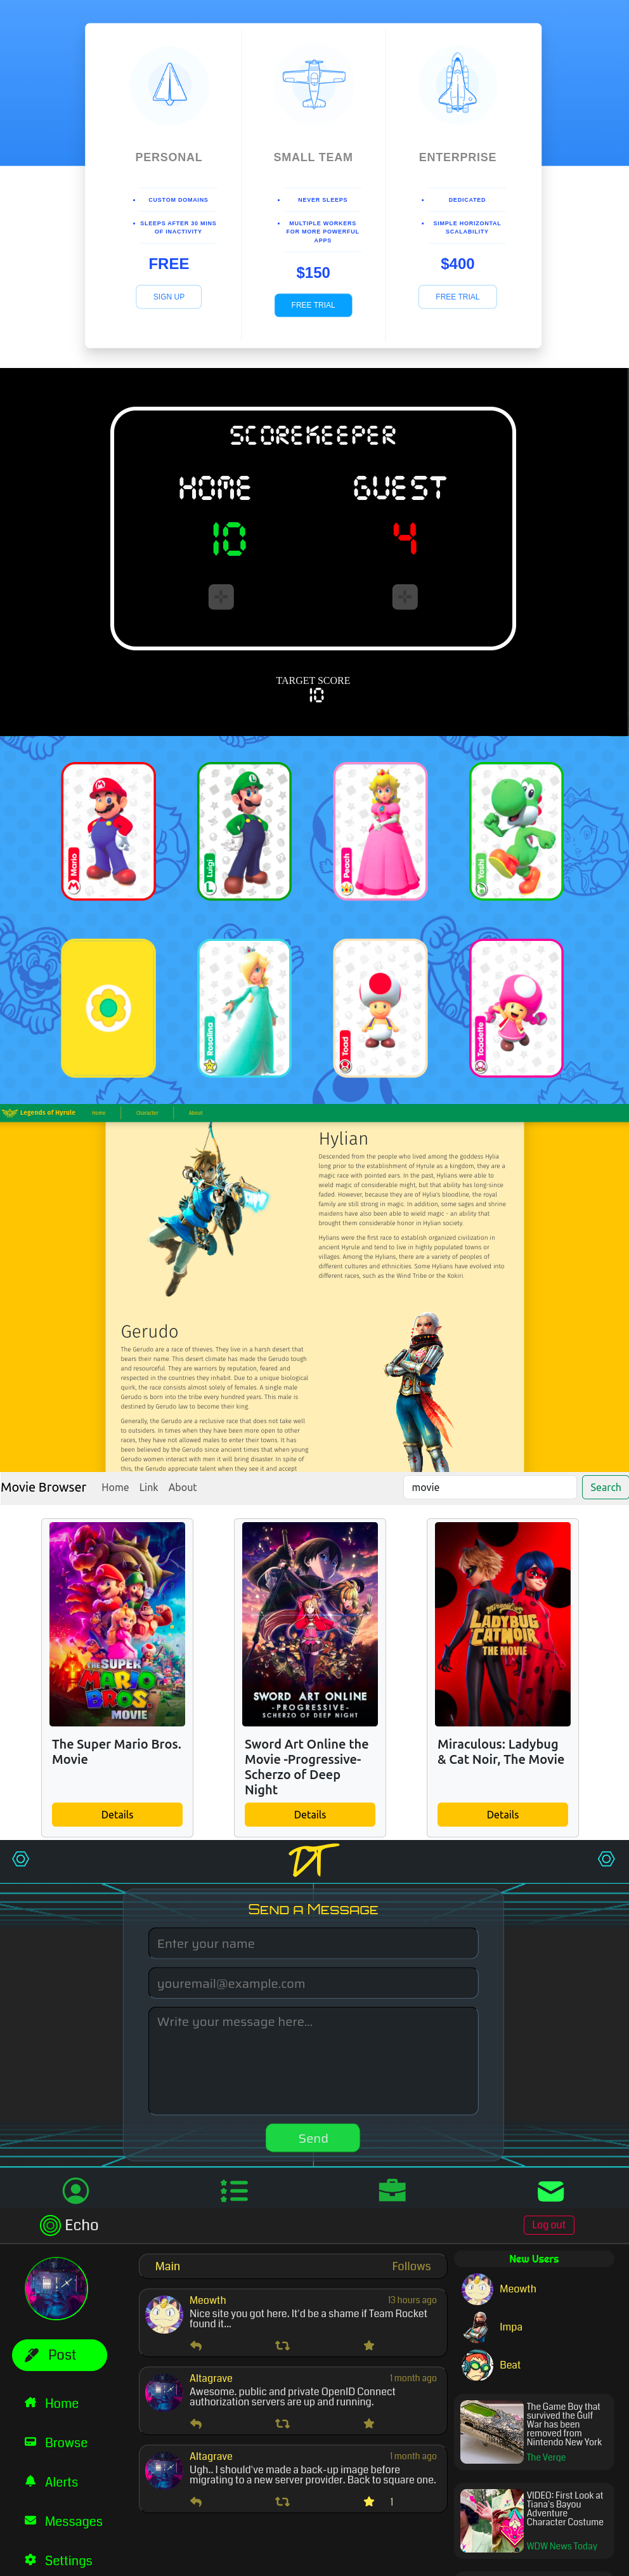 PERSONAL
SMALL TEAM
ENTERPRISE
CUSTOM DOMAINS
SLEEPS AFTER 30 MINS
OF INACTIVITY
FREE
SIGN UP
NEVER SLEEPS
MULTIPLE WORKERS
FOR MORE POWERFUL
APPS
$150
FREE TRIAL
DEDICATED
SIMPLE HORIZONTAL
SCALABILITY
$400
FREE TRIAL
SCOREKEEPER
HOME
GUEST
10
4
TARGET SCORE
10
Mario
Luigi
Peach
Yoshi
Rosalina
Toad
Toadette
Legends of Hyrule
Home
Character
About
Hylian
Descended from the people who lived among the goddess Hylia
long prior to the establishment of Hyrule as a kingdom, they are a
magic race with pointed ears. In the past, Hylians were able to
wield magic of considerable might, but that ability has long-since
faded. However, because they are of Hylia's bloodline, the royal
family are still strong in magic. In addition, some sages and shrine
maidens have also been able to wield magic - an ability that
brought them considerable honor in Hylian society.
Hylians were the first race to establish organized civilization in
ancient Hyrule and tend to live in highly populated towns or
villages. Among the Hylians, there are a variety of peoples of
different cultures and ethnicities. Some Hylians have evolved into
different races, such as the Wind Tribe or the Kokiri.
Gerudo
The Gerudo are a race of thieves. They live in a harsh desert that
bears their name. This desert climate has made the Gerudo tough
and resourceful. They are warriors by reputation, feared and
respected in the countries they inhabit. Due to a unique biological
quirk, the race consists almost solely of females. A single male
Gerudo is born into the tribe every hundred years. This male is
destined by Gerudo law to become their king.
Generally, the Gerudo are a reclusive race that does not take well
to outsiders. In times when they have been more open to other
races, they have not allowed males to enter their towns. It has
been believed by the Gerudo since ancient times that when young
Gerudo women interact with men it will bring disaster. In spite of
this, the Gerudo appreciate talent when they see it and accept
Movie Browser
Home
Link
About
movie
Search
THE SUPER
MARIO
BROS.
MOVIE
SWORD ART ONLINE
-PROGRESSIVE-
SCHERZO OF DEEP NIGHT
Miraculous
LADYBUG
CATNOIR
THE MOVIE
The Super Mario Bros.
Movie
Details
Sword Art Online the
Movie -Progressive-
Scherzo of Deep
Night
Details
Miraculous: Ladybug
& Cat Noir, The Movie
Details
DT
Send a Message
Enter your name
youremail@example.com
Write your message here...
Send
Echo
Log out
Post
Home
Browse
Alerts
Messages
Settings
Main
Follows
Meowth
13 hours ago
Nice site you got here. It'd be a shame if Team Rocket
found it...
Altagrave
1 month ago
Awesome. public and private OpenID Connect
authorization servers are up and running.
Altagrave
1 month ago
Ugh.. I should've made a back-up image before
migrating to a new server provider. Back to square one.
1
New Users
Meowth
Impa
Beat
The Game Boy that
survived the Gulf
War has been
removed from
Nintendo New York
The Verge
VIDEO: First Look at
Tiana's Bayou
Adventure
Character Costume
WDW News Today